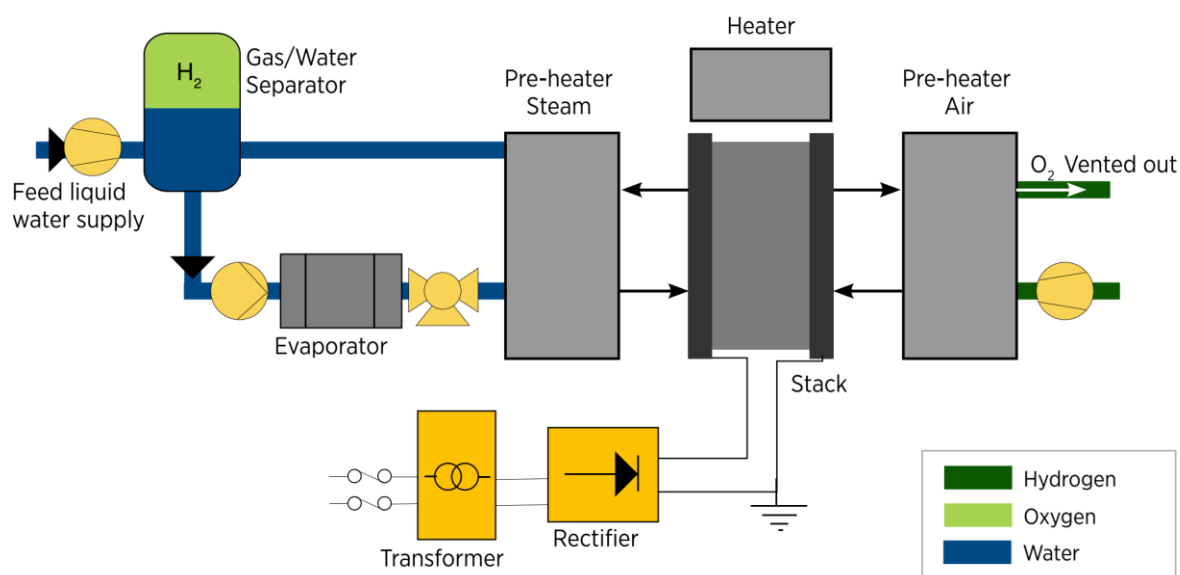 Heater
H₂
Gas/Water
Separator
Pre-heater
Steam
Pre-heater
Air
O₂ Vented out
Feed liquid
water supply
Evaporator
Stack
Transformer
Rectifier
Hydrogen
Oxygen
Water